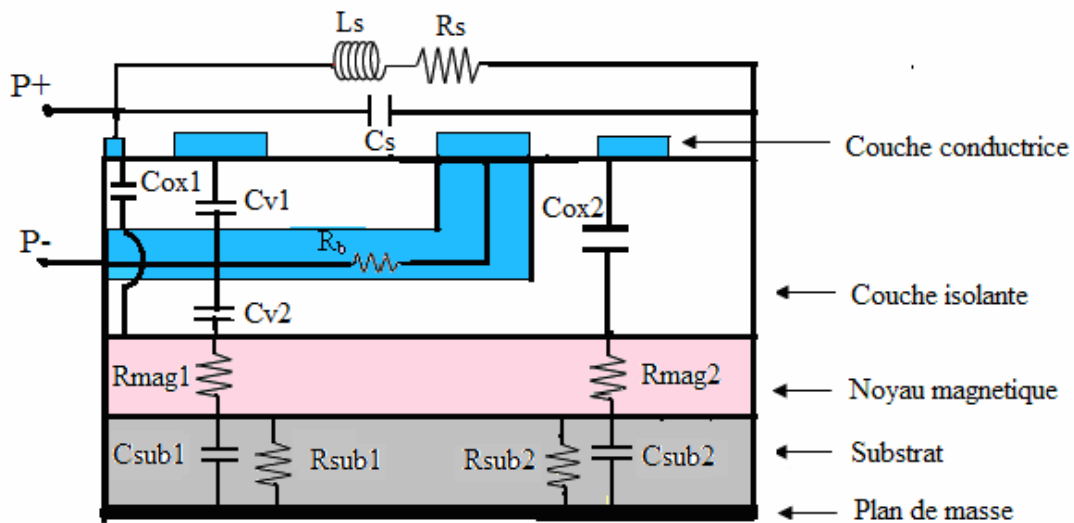 Ls
Rs
P+
Cs
Couche conductrice
Cox1
Cv1
Cox2
P-
Rb
Couche isolante
Cv2
Rmag1
Rmag2
Noyau magnetique
Csub1
Rsub1
Rsub2
Csub2
Substrat
Plan de masse